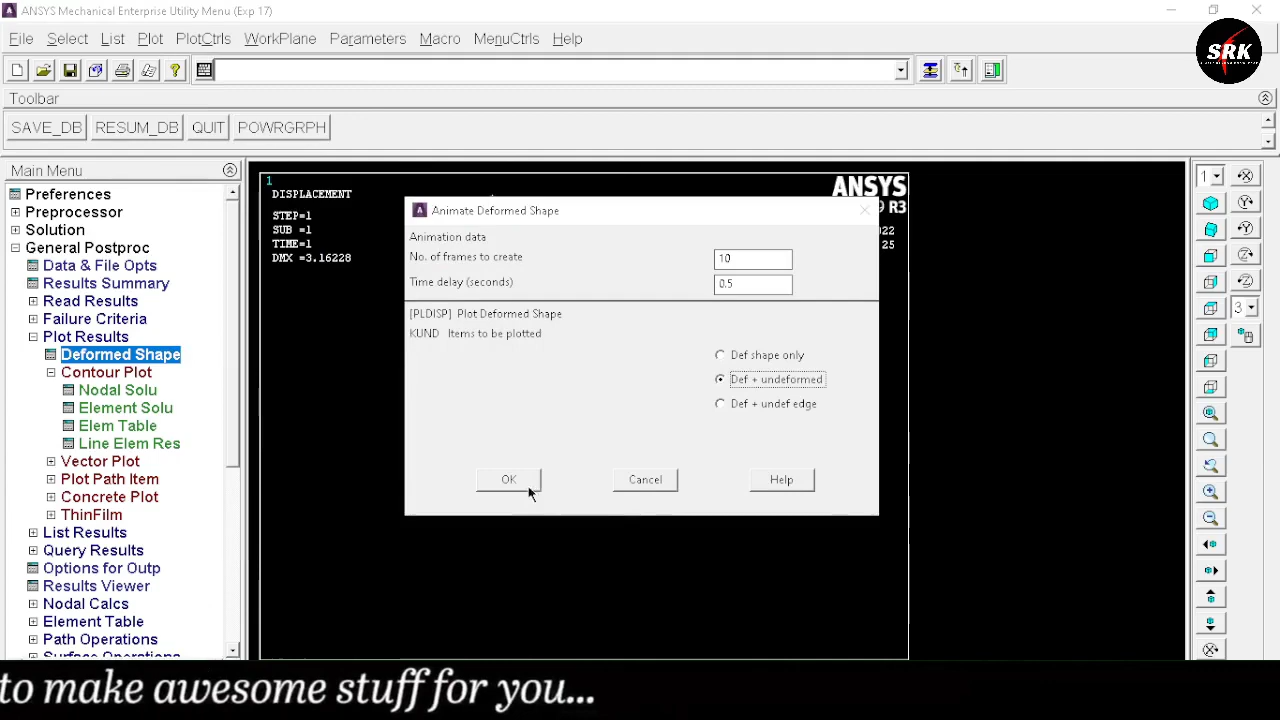 ANSYS Mechanical Enterprise Utility Menu (Exp 17)
File Select List Plot PlotCtrls WorkPlane Parameters Macro MenuCtrls Help
SRK
Toolbar
SAVE_DB RESUM_DB QUIT POWRGRPH
Main Menu
Preferences
Preprocessor
Solution
General Postproc
Data & File Opts
Results Summary
Read Results
Failure Criteria
Plot Results
Deformed Shape
Contour Plot
Nodal Solu
Element Solu
Elem Table
Line Elem Res
Vector Plot
Plot Path Item
Concrete Plot
ThinFilm
List Results
Query Results
Options for Outp
Results Viewer
Nodal Calcs
Element Table
Path Operations
Surface Operations
1
DISPLACEMENT
STEP=1
SUB =1
TIME=1
DMX =3.16228
ANSYS
R3
22
25
Animate Deformed Shape
Animation data
No. of frames to create 10
Time delay (seconds) 0.5
[PLDISP] Plot Deformed Shape
KUND Items to be plotted
Def shape only
Def + undeformed
Def + undef edge
OK Cancel Help
1
3
to make awesome stuff for you...